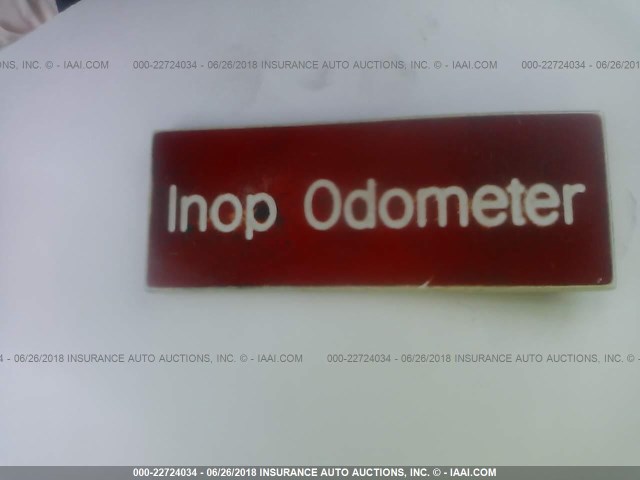 NS, INC. © - IAAI.COM 000-22724034 - 06/26/2018 INSURANCE AUTO AUCTIONS, INC. © - IAAI.COM 000-22724034 - 06/26/2018
Inop Odometer
4 - 06/26/2018 INSURANCE AUTO AUCTIONS, INC. © - IAAI.COM 000-22724034 - 06/26/2018 INSURANCE AUTO AUCTIONS, INC. © -
000-22724034 - 06/26/2018 INSURANCE AUTO AUCTIONS, INC. © - IAAI.COM